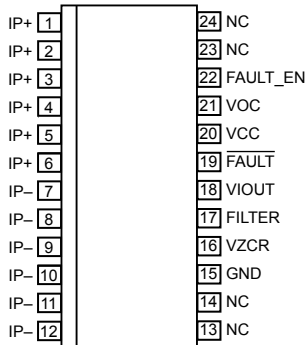 IP+ 1 24 NC
IP+ 2 23 NC
IP+ 3 22 FAULT_EN
IP+ 4 21 VOC
IP+ 5 20 VCC
IP+ 6 19 FAULT
IP– 7 18 VIOUT
IP– 8 17 FILTER
IP– 9 16 VZCR
IP– 10 15 GND
IP– 11 14 NC
IP– 12 13 NC